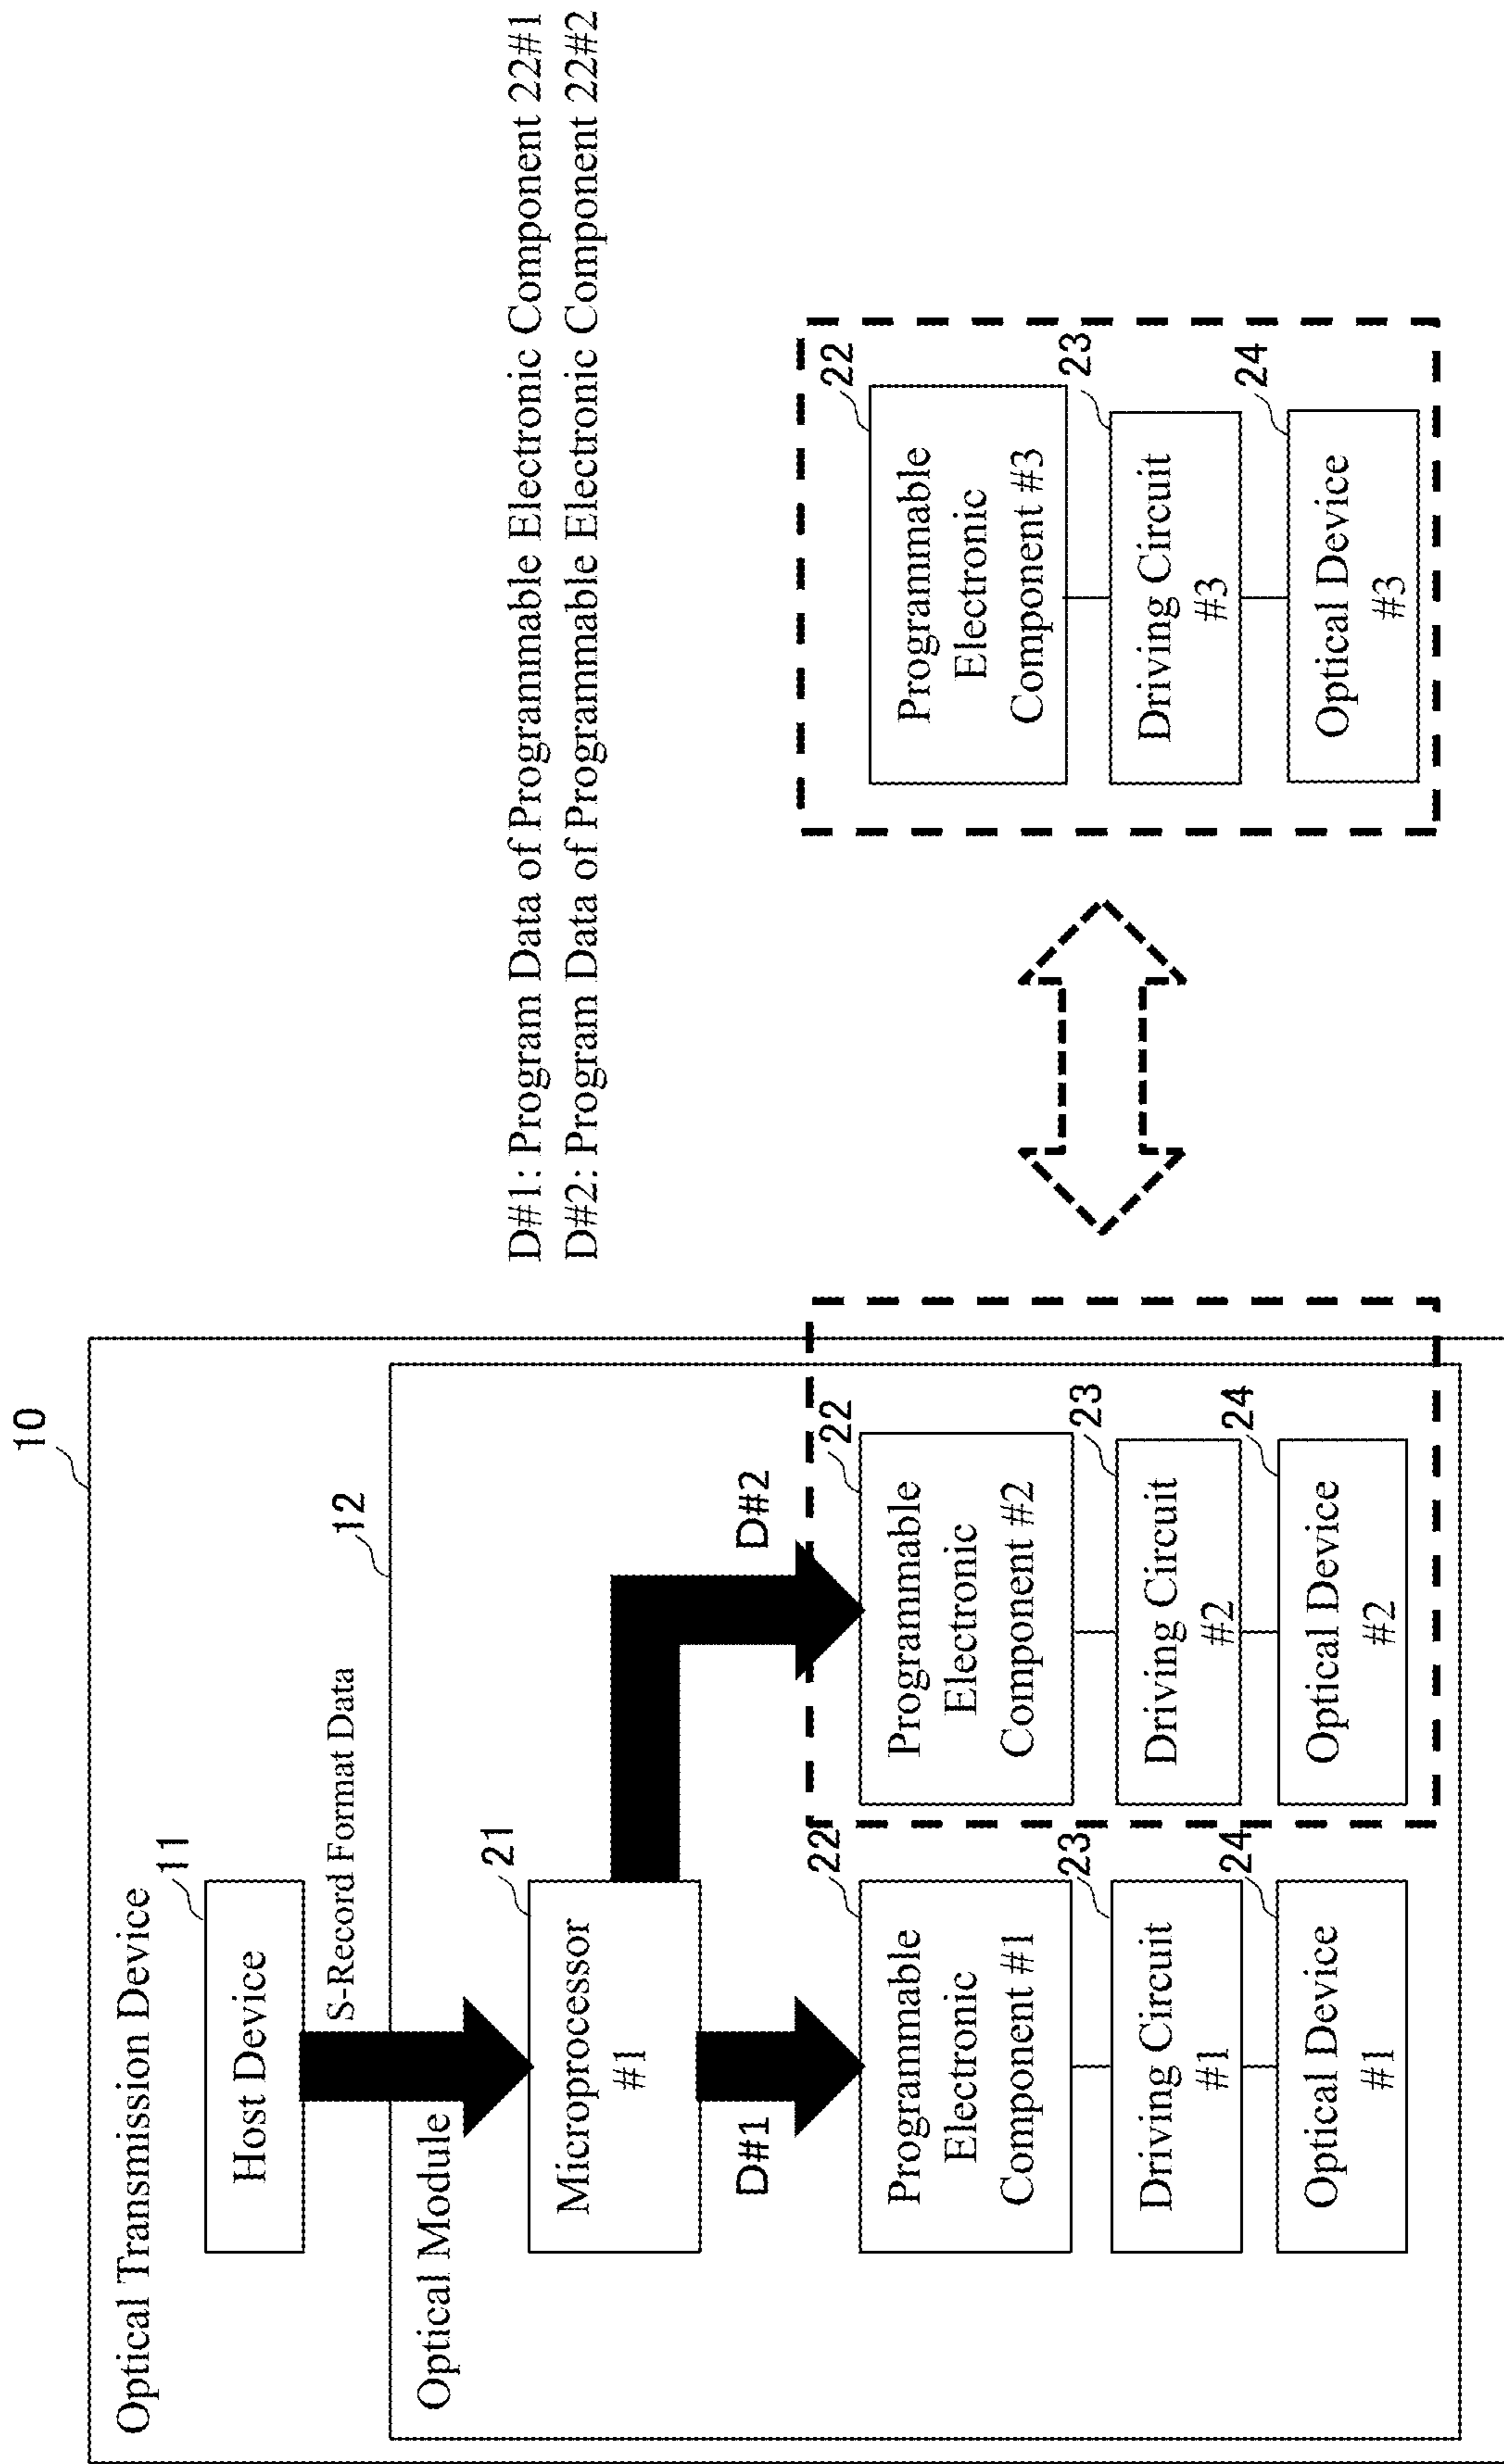 10
Optical Transmission Device
11
Host Device
S-Record Format Data
12
Optical Module
21
Microprocessor
#1
D#1
D#2
D#1: Program Data of Programmable Electronic Component 22#1
D#2: Program Data of Programmable Electronic Component 22#2
22
Programmable
Electronic
Component #1
23
Driving Circuit
#1
24
Optical Device
#1
22
Programmable
Electronic
Component #2
23
Driving Circuit
#2
24
Optical Device
#2
22
Programmable
Electronic
Component #3
23
Driving Circuit
#3
24
Optical Device
#3